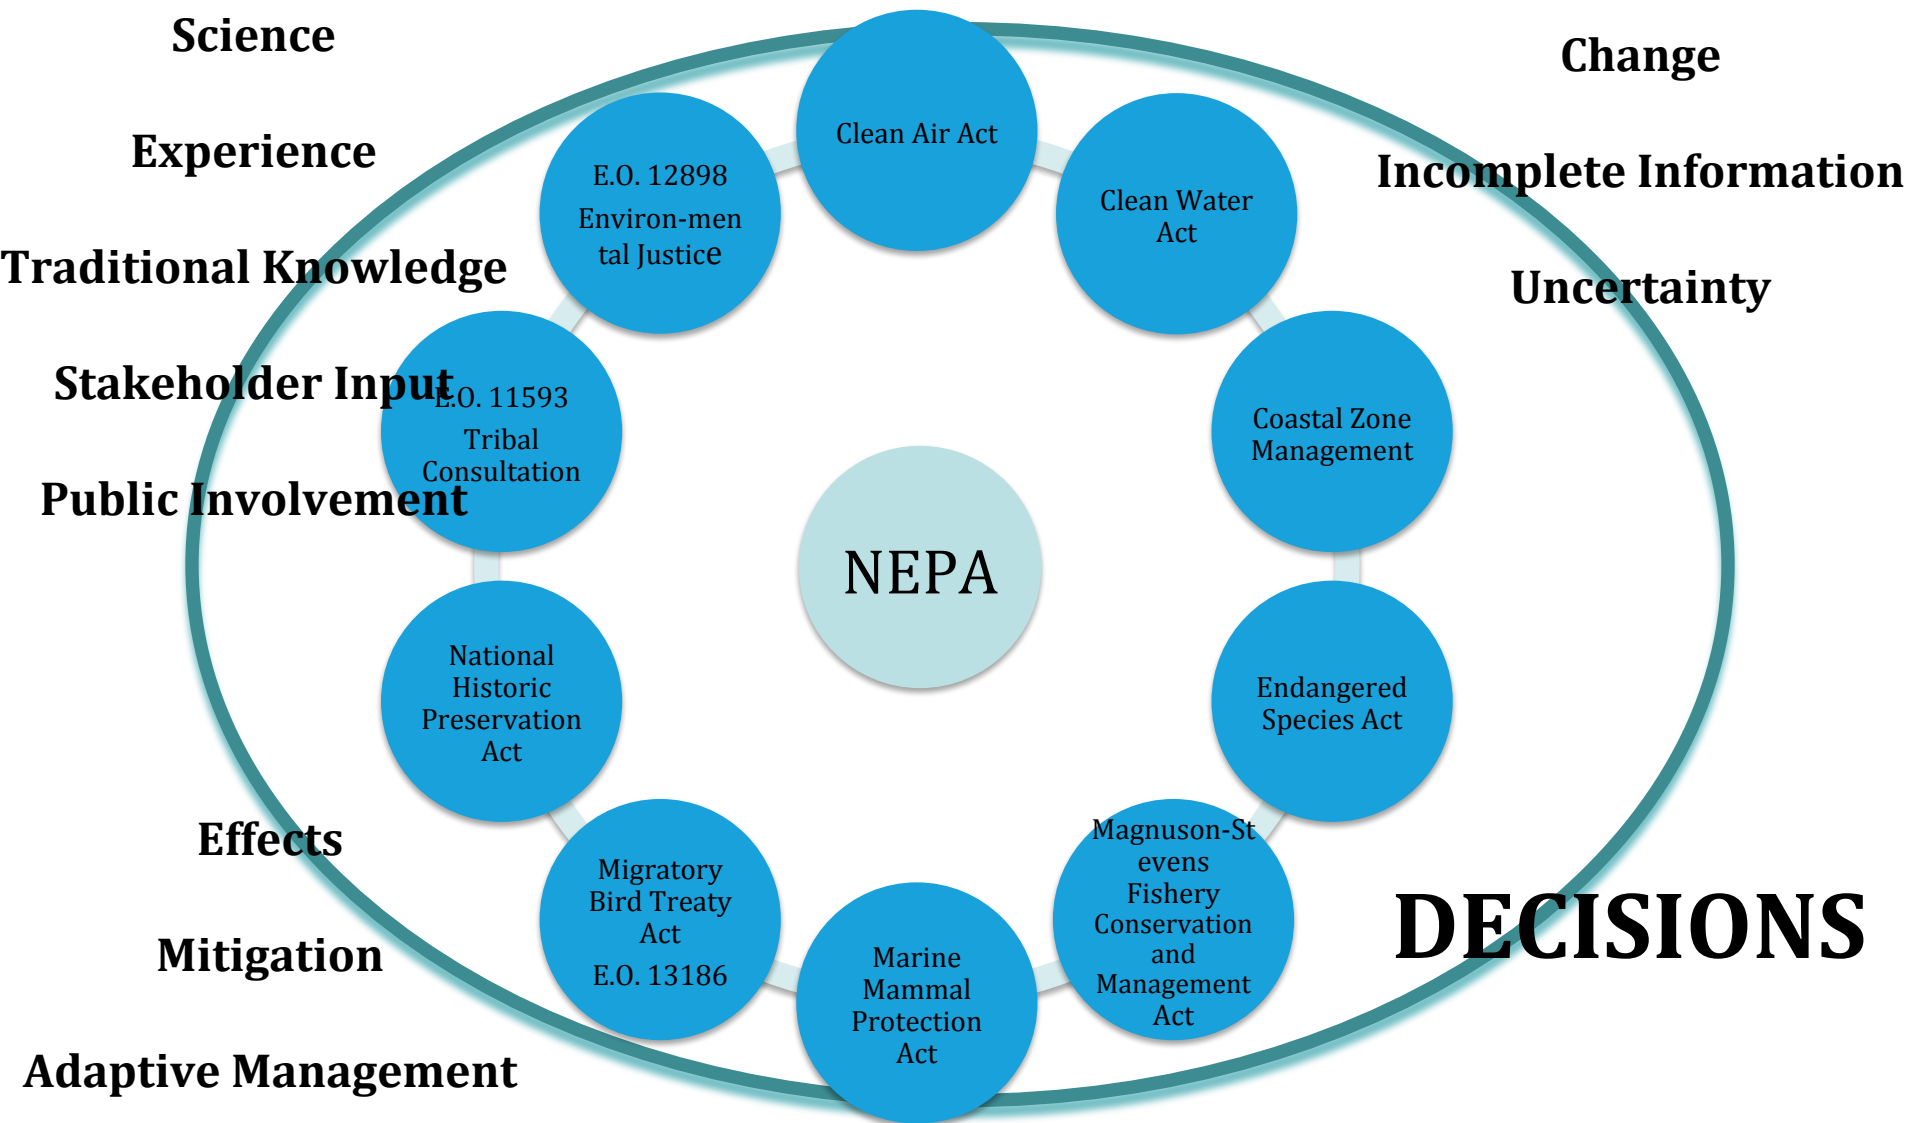 Science
Experience
Traditional Knowledge
Stakeholder Input
Public Involvement
Effects
Mitigation
Adaptive Management
Change
Incomplete Information
Uncertainty
DECISIONS
NEPA
Clean Air Act
Clean Water
Act
Coastal Zone
Management
Endangered
Species Act
Magnuson-St
evens
Fishery
Conservation
and
Management
Act
Marine
Mammal
Protection
Act
Migratory
Bird Treaty
Act
E.O. 13186
National
Historic
Preservation
Act
E.O. 11593
Tribal
Consultation
E.O. 12898
Environ-men
tal Justice